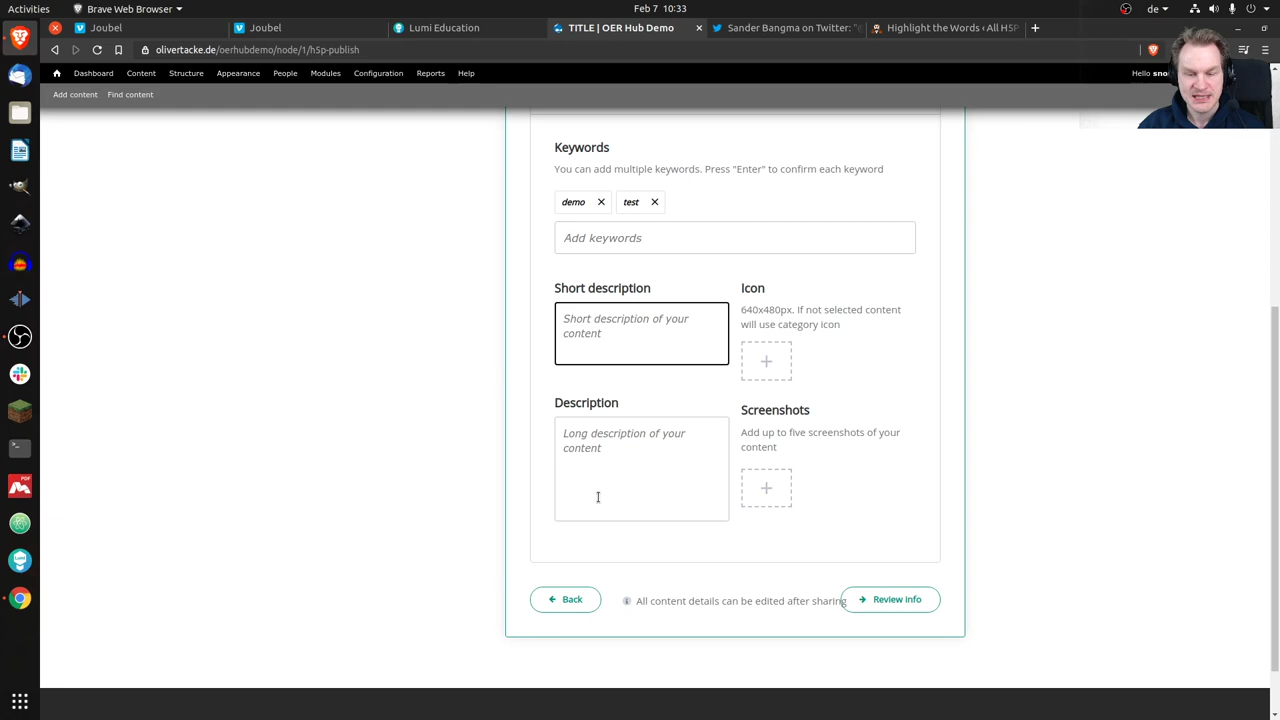 Activities
Brave Web Browser
Feb 7 10:33
de
Joubel
Joubel
Lumi Education
TITLE | OER Hub Demo
Sander Bangma on Twitter: "@
Highlight the Words ‹ All H5P
olivertacke.de/oerhubdemo/node/1/h5p-publish
Dashboard Content Structure Appearance People Modules Configuration Reports Help
Hello
Add content Find content
Keywords
You can add multiple keywords. Press "Enter" to confirm each keyword
demo test
Add keywords
Short description
Short description of your
content
Icon
640x480px. If not selected content
will use category icon
Description
Long description of your
content
Screenshots
Add up to five screenshots of your
content
Back
All content details can be edited after sharing
Review info